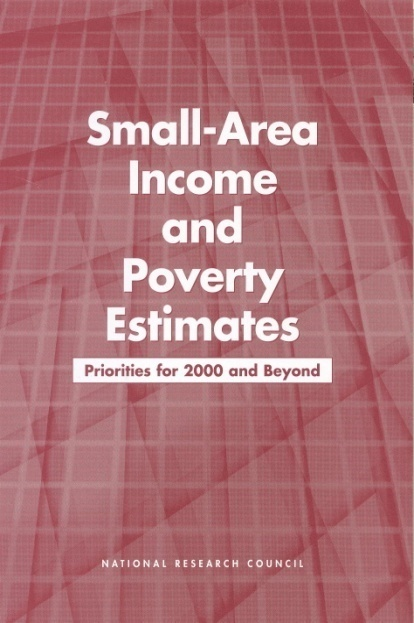 Small-Area
Income
and
Poverty
Estimates
Priorities for 2000 and Beyond
NATIONAL RESEARCH COUNCIL